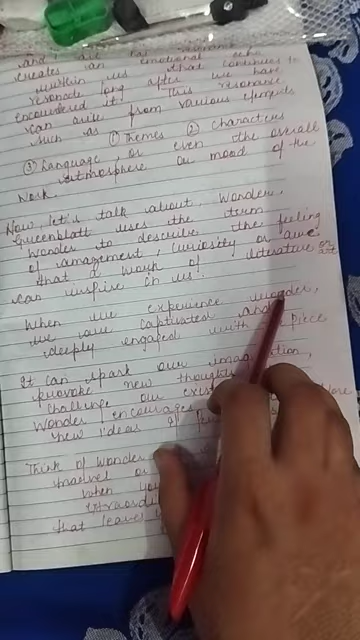 creates an emotional echo
within us that continues to
resonate long after we have
encountered it. This resonance
can arise from various elements
such as ① Themes ② Characters
③ Language, or even the overall
atmosphere or mood of the
work.
Now, let's talk about wonder,
Greenblatt uses the term
wonder to describe the feeling
of amazement, curiosity or awe
that a work of literature or art
can inspire in us.
When we experience wonder,
we are captivated and
deeply engaged with the piece
It can spark our imagination,
provoke new thoughts
challenge our
Wonder encourages
new ideas &
Think of wonder
marvel or
when you
that leaves